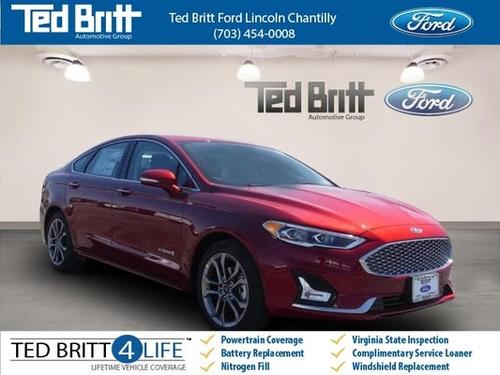 Ted Britt
Automotive Group
Ted Britt Ford Lincoln Chantilly
(703) 454-0008
Ford
Ted Britt
Automotive Group
Ford
HYBRID
TED BRITT 4 LIFE™
LIFETIME VEHICLE COVERAGE
Powertrain Coverage
Battery Replacement
Nitrogen Fill
Virginia State Inspection
Complimentary Service Loaner
Windshield Replacement